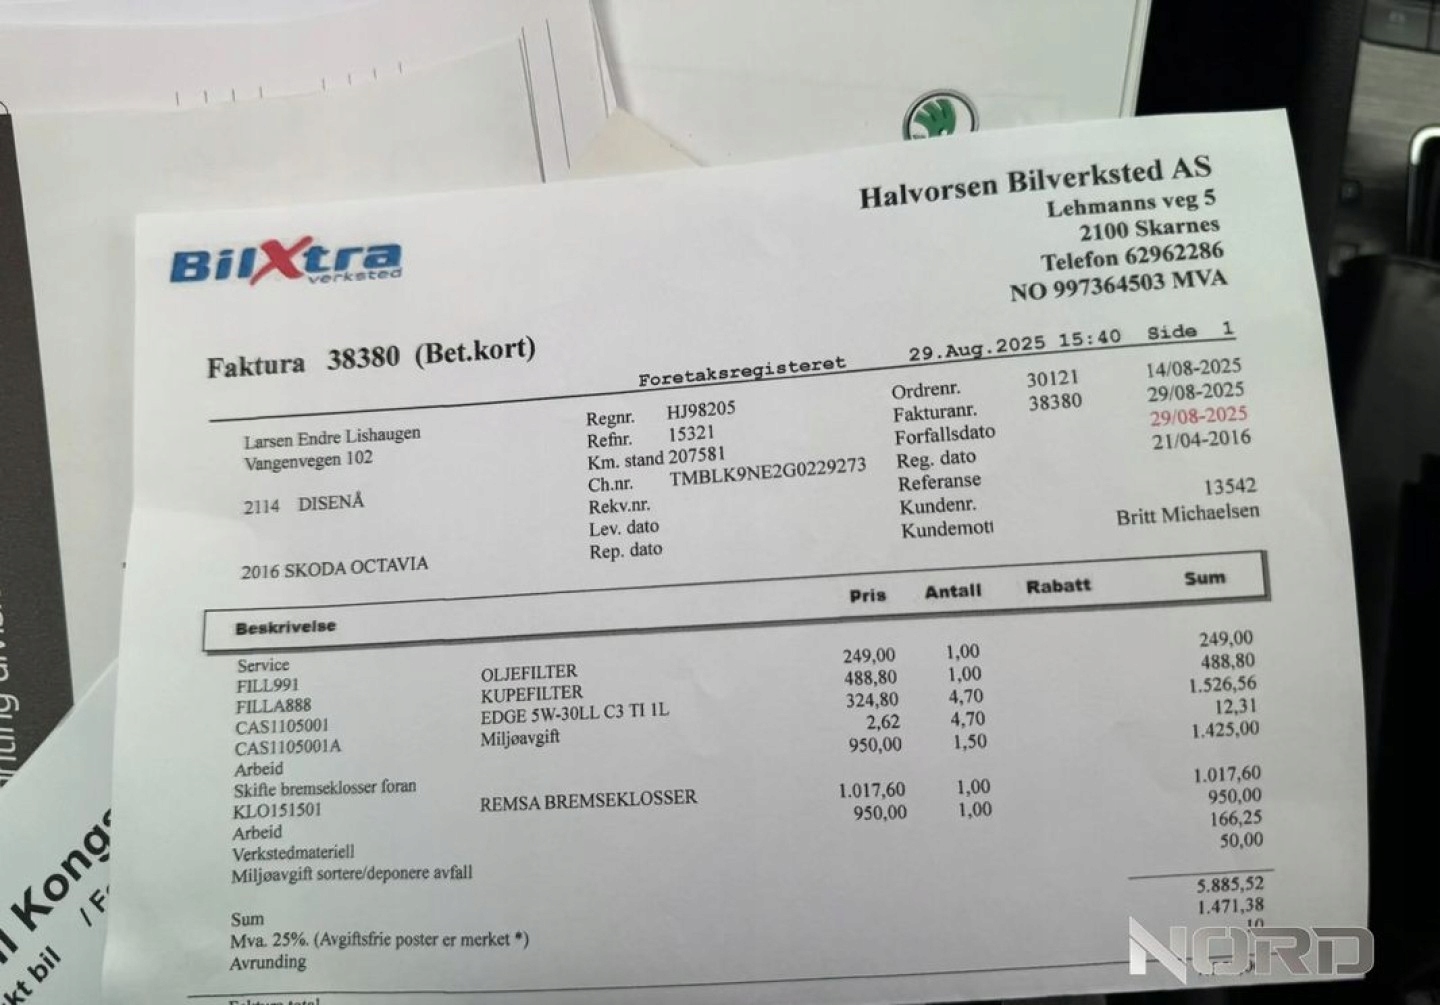 BilXtra
verksted
Halvorsen Bilverksted AS
Lehmanns veg 5
2100 Skarnes
Telefon 62962286
NO 997364503 MVA
Faktura 38380 (Bet.kort)
Foretaksregisteret 29.Aug.2025 15:40 Side 1
Larsen Endre Lishaugen
Vangenvegen 102
2114 DISENÅ
2016 SKODA OCTAVIA
Regnr. HJ98205
Refnr. 15321
Km. stand 207581
Ch.nr. TMBLK9NE2G0229273
Rekv.nr.
Lev. dato
Rep. dato
Ordrenr. 30121 14/08-2025
Fakturanr. 38380 29/08-2025
Forfallsdato 29/08-2025
Reg. dato 21/04-2016
Referanse
Kundenr. 13542
Kundemoti Britt Michaelsen
Beskrivelse Pris Antall Rabatt Sum
Service
FILL991 OLJEFILTER 249,00 1,00 249,00
FILLA888 KUPEFILTER 488,80 1,00 488,80
CAS1105001 EDGE 5W-30LL C3 TI 1L 324,80 4,70 1.526,56
CAS1105001A Miljøavgift 2,62 4,70 12,31
Arbeid 950,00 1,50 1.425,00
Skifte bremseklosser foran
KLO151501 REMSA BREMSEKLOSSER 1.017,60 1,00 1.017,60
Arbeid 950,00 1,00 950,00
Verkstedmateriell 166,25
Miljøavgift sortere/deponere avfall 50,00
Sum 5.885,52
Mva. 25%. (Avgiftsfrie poster er merket *) 1.471,38
Avrunding
NORD
Kongs
kt bil